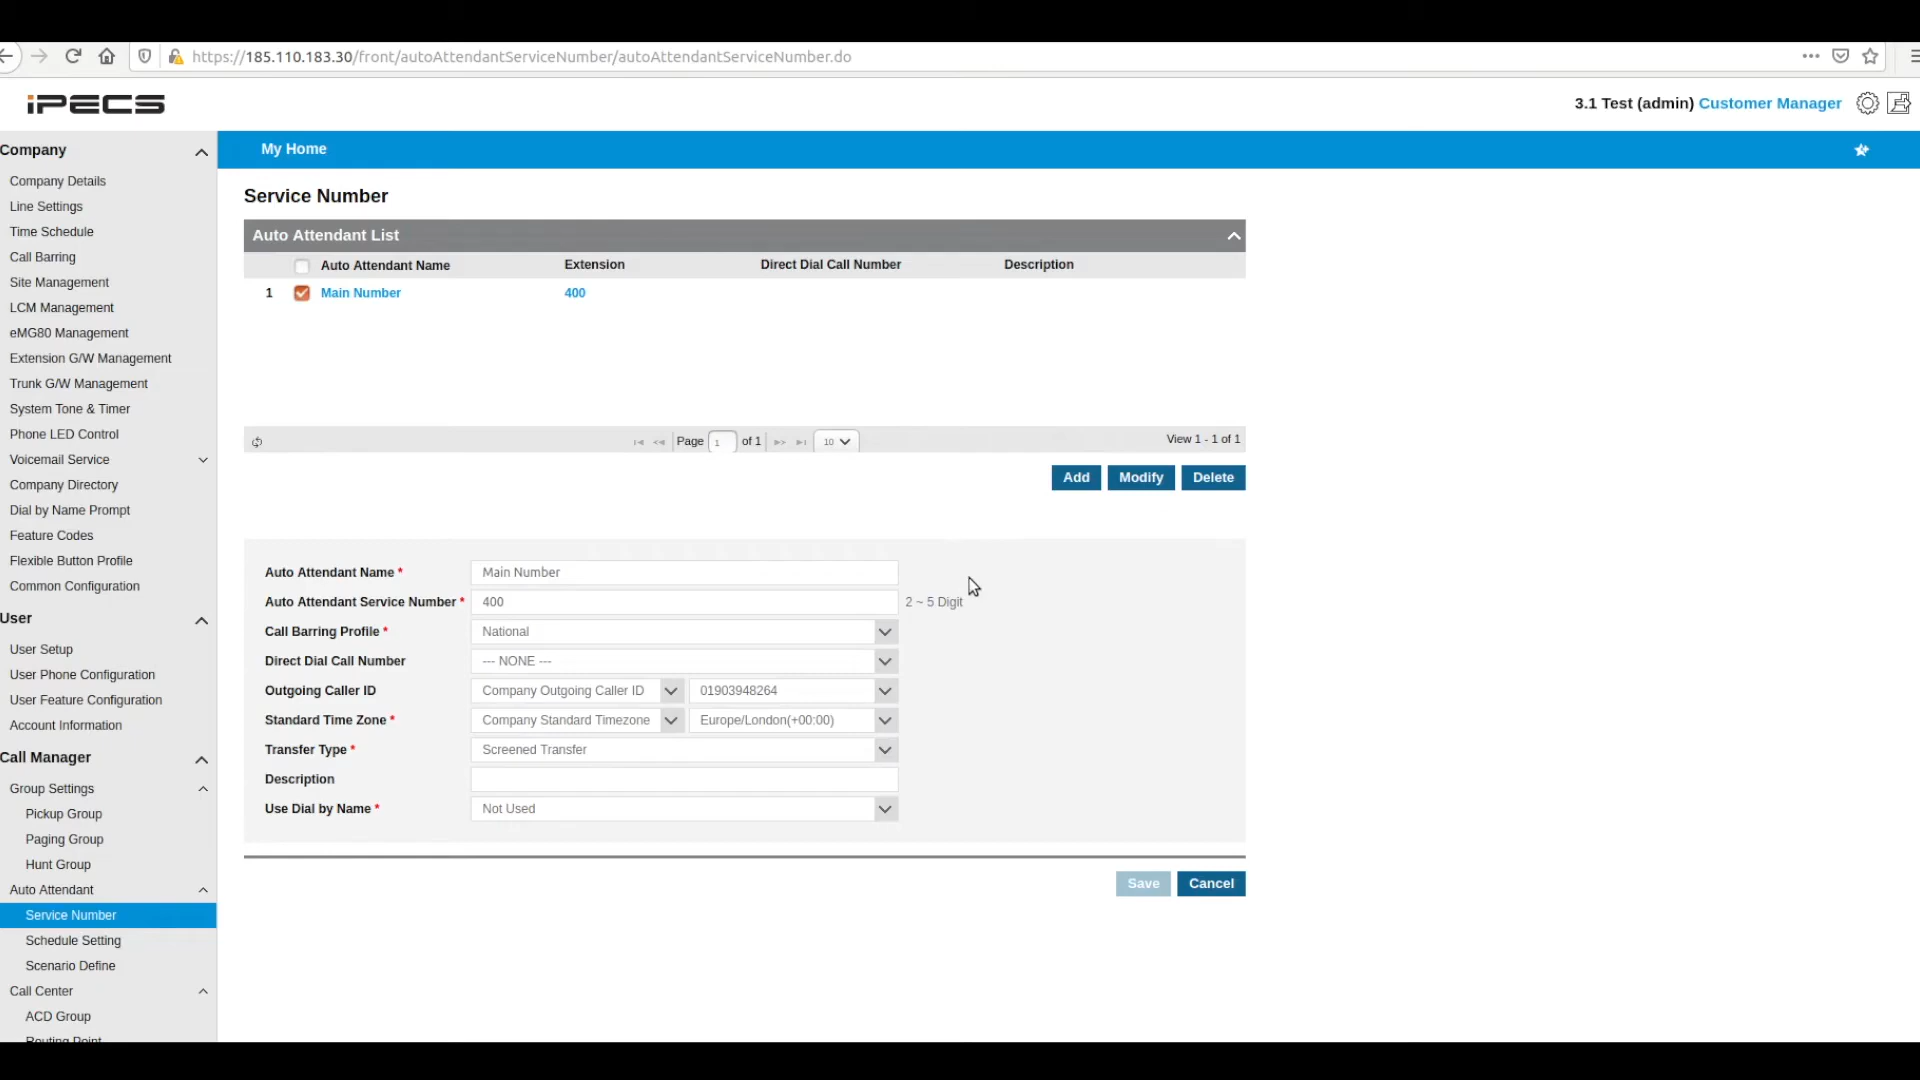 https://185.110.183.30/front/autoAttendantServiceNumber/autoAttendantServiceNumber.do
iPECS
3.1 Test (admin) Customer Manager
My Home
Company
Company Details
Line Settings
Time Schedule
Call Barring
Site Management
LCM Management
eMG80 Management
Extension G/W Management
Trunk G/W Management
System Tone & Timer
Phone LED Control
Voicemail Service
Company Directory
Dial by Name Prompt
Feature Codes
Flexible Button Profile
Common Configuration
User
User Setup
User Phone Configuration
User Feature Configuration
Account Information
Call Manager
Group Settings
Pickup Group
Paging Group
Hunt Group
Auto Attendant
Service Number
Schedule Setting
Scenario Define
Call Center
ACD Group
Routing Point
Service Number
Auto Attendant List
Auto Attendant Name Extension Direct Dial Call Number Description
1 Main Number 400
Page 1 of 1 10 View 1 - 1 of 1
Add Modify Delete
Auto Attendant Name * Main Number
Auto Attendant Service Number * 400 2 ~ 5 Digit
Call Barring Profile * National
Direct Dial Call Number --- NONE ---
Outgoing Caller ID Company Outgoing Caller ID 01903948264
Standard Time Zone * Company Standard Timezone Europe/London(+00:00)
Transfer Type * Screened Transfer
Description
Use Dial by Name * Not Used
Save Cancel